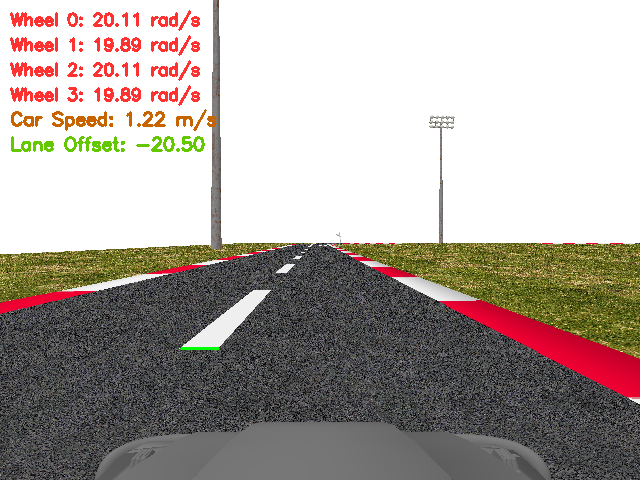 Wheel 0: 20.11 rad/s
Wheel 1: 19.89 rad/s
Wheel 2: 20.11 rad/s
Wheel 3: 19.89 rad/s
Car Speed: 1.22 m/s
Lane Offset: -20.50